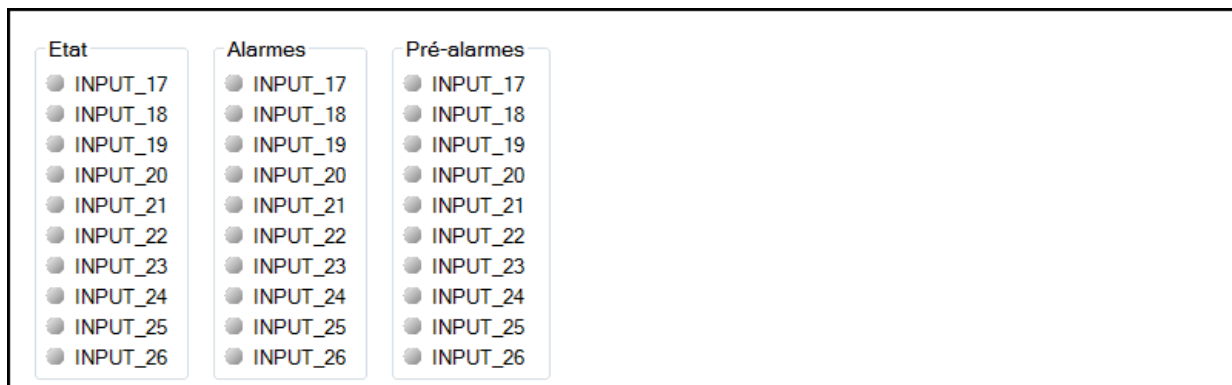 Etat
INPUT_17
INPUT_18
INPUT_19
INPUT_20
INPUT_21
INPUT_22
INPUT_23
INPUT_24
INPUT_25
INPUT_26
Alarmes
INPUT_17
INPUT_18
INPUT_19
INPUT_20
INPUT_21
INPUT_22
INPUT_23
INPUT_24
INPUT_25
INPUT_26
Pré-alarmes
INPUT_17
INPUT_18
INPUT_19
INPUT_20
INPUT_21
INPUT_22
INPUT_23
INPUT_24
INPUT_25
INPUT_26